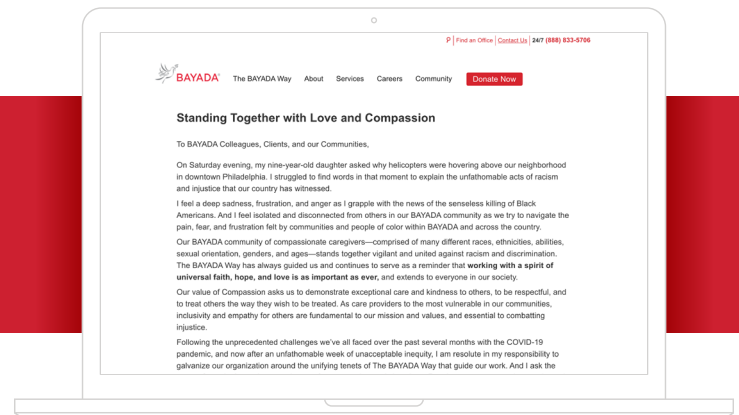 Find an Office Contact Us 24/7 (888) 833-5706
BAYADA The BAYADA Way About Services Careers Community Donate Now
Standing Together with Love and Compassion
To BAYADA Colleagues, Clients, and our Communities,
On Saturday evening, my nine-year-old daughter asked why helicopters were hovering above our neighborhood
in downtown Philadelphia. I struggled to find words in that moment to explain the unfathomable acts of racism
and injustice that our country has witnessed.
I feel a deep sadness, frustration, and anger as I grapple with the news of the senseless killing of Black
Americans. And I feel isolated and disconnected from others in our BAYADA community as we try to navigate the
pain, fear, and frustration felt by communities and people of color within BAYADA and across the country.
Our BAYADA community of compassionate caregivers—comprised of many different races, ethnicities, abilities,
sexual orientation, genders, and ages—stands together vigilant and united against racism and discrimination.
The BAYADA Way has always guided us and continues to serve as a reminder that working with a spirit of
universal faith, hope, and love is as important as ever, and extends to everyone in our society.
Our value of Compassion asks us to demonstrate exceptional care and kindness to others, to be respectful, and
to treat others the way they wish to be treated. As care providers to the most vulnerable in our communities,
inclusivity and empathy for others are fundamental to our mission and values, and essential to combatting
injustice.
Following the unprecedented challenges we've all faced over the past several months with the COVID-19
pandemic, and now after an unfathomable week of unacceptable inequity, I am resolute in my responsibility to
galvanize our organization around the unifying tenets of The BAYADA Way that guide our work. And I ask the